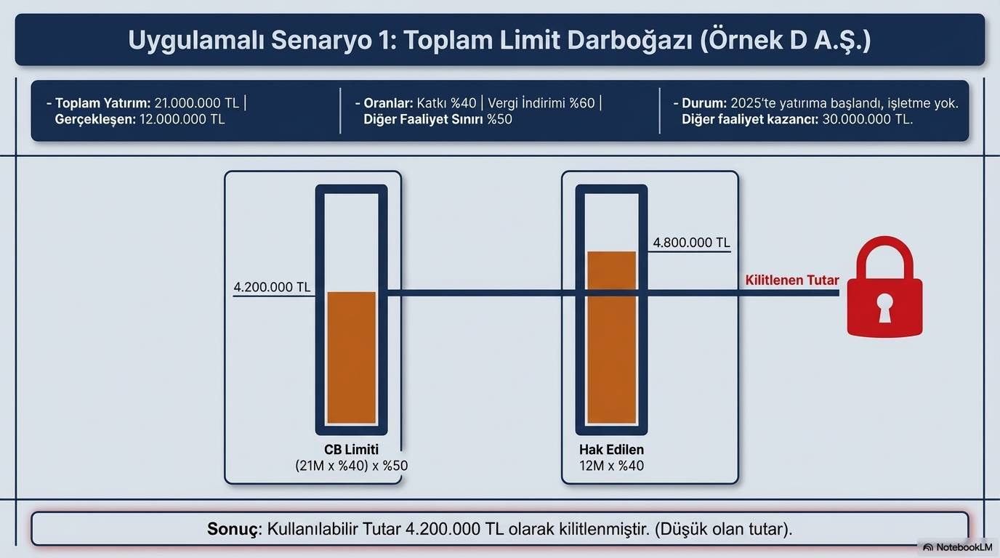 Uygulamalı Senaryo 1: Toplam Limit Darboğazı (Örnek D A.Ş.)
- Toplam Yatırım: 21.000.000 TL |
Gerçekleşen: 12.000.000 TL
- Oranlar: Katkı %40 | Vergi İndirimi %60 |
Diğer Faaliyet Sınırı %50
- Durum: 2025'te yatırıma başlandı, işletme yok.
Diğer faaliyet kazancı: 30.000.000 TL.
4.200.000 TL
CB Limiti
(21M x %40) x %50
4.800.000 TL
Hak Edilen
12M x %40
Kilitlenen Tutar
Sonuç: Kullanılabilir Tutar 4.200.000 TL olarak kilitlenmiştir. (Düşük olan tutar).
NotebookLM